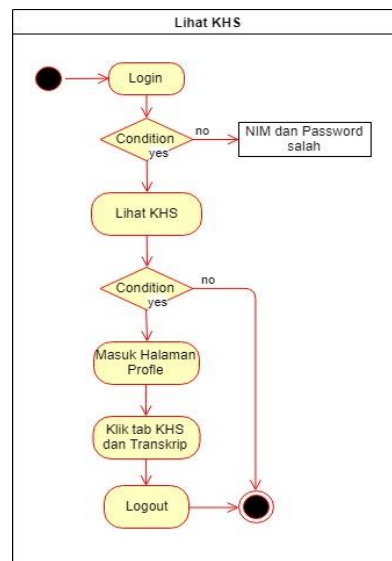 Lihat KHS
Login
Condition
no
yes
NIM dan Password
salah
Lihat KHS
Condition
no
yes
Masuk Halaman
Profle
Klik tab KHS
dan Transkrip
Logout